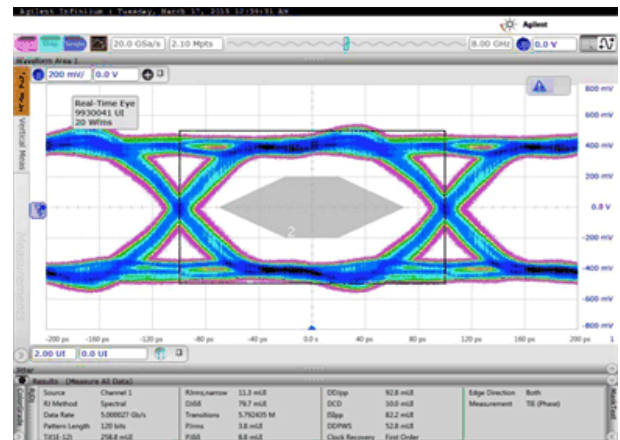 Agilent Infiniium : Tuesday, March 17, 2015 10:39:31 AM
Agilent
20.0 GSa/s 2.10 Mpts 8.00 GHz 0.0 V
Waveform Area 1
200 mV/ 0.0 V
Real-Time Eye
9930041 UI
20 Wfms
Vertical Meas
Measurements
800 mV
600 mV
400 mV
200 mV
0.0 V
-200 mV
-400 mV
-600 mV
-800 mV
2
-200 ps -160 ps -120 ps -80 ps -40 ps 0.0 s 40 ps 80 ps 120 ps 160 ps 200 ps
2.00 UI 0.0 UI
Jitter
Results (Measure All Data)
Source Channel 1 RJrms,narrow 11.3 mUI DDJpp 92.8 mUI Edge Direction Both
RJ Method Spectral DJδδ 79.7 mUI DCD 10.0 mUI Measurement TIE (Phase)
Data Rate 5.000027 Gb/s Transitions 5.792435 M ISIpp 82.2 mUI
Pattern Length 120 bits PJrms 3.8 mUI DDPWS 52.8 mUI
TJ(1E-12) 258.8 mUI PJδδ 8.8 mUI Clock Recovery First Order
ColorGrade
MaskTest